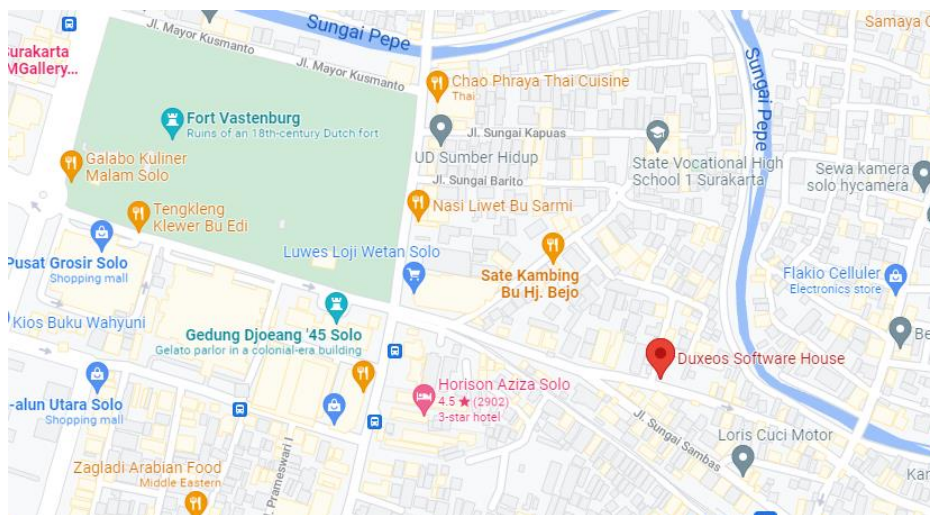 Sungai Pepe
Jl. Mayor Kusmanto
Samaya
Surakarta
MGallery...
Jl. Mayor Kusmanto
Chao Phraya Thai Cuisine
Thai
Fort Vastenburg
Ruins of an 18th-century Dutch fort
Jl. Sungai Kapuas
Sungai Pepe
Galabo Kuliner
Malam Solo
UD Sumber Hidup
State Vocational High
School 1 Surakarta
Sewa kamera
solo hycamera
Jl. Sungai Barito
Tengkleng
Klewer Bu Edi
Nasi Liwet Bu Sarmi
Pusat Grosir Solo
Shopping mall
Luwes Loji Wetan Solo
Sate Kambing
Bu Hj. Bejo
Flakio Celluler
Electronics store
Kios Buku Wahyuni
Gedung Djoeang '45 Solo
Gelato parlor in a colonial-era building
Be
Duxeos Software House
Horison Aziza Solo
4.5 ★ (2902)
3-star hotel
-alun Utara Solo
Shopping mall
Jl. Sungai Sambas
Loris Cuci Motor
Zagladi Arabian Food
Middle Eastern
Jl. Prameswari I
Kar